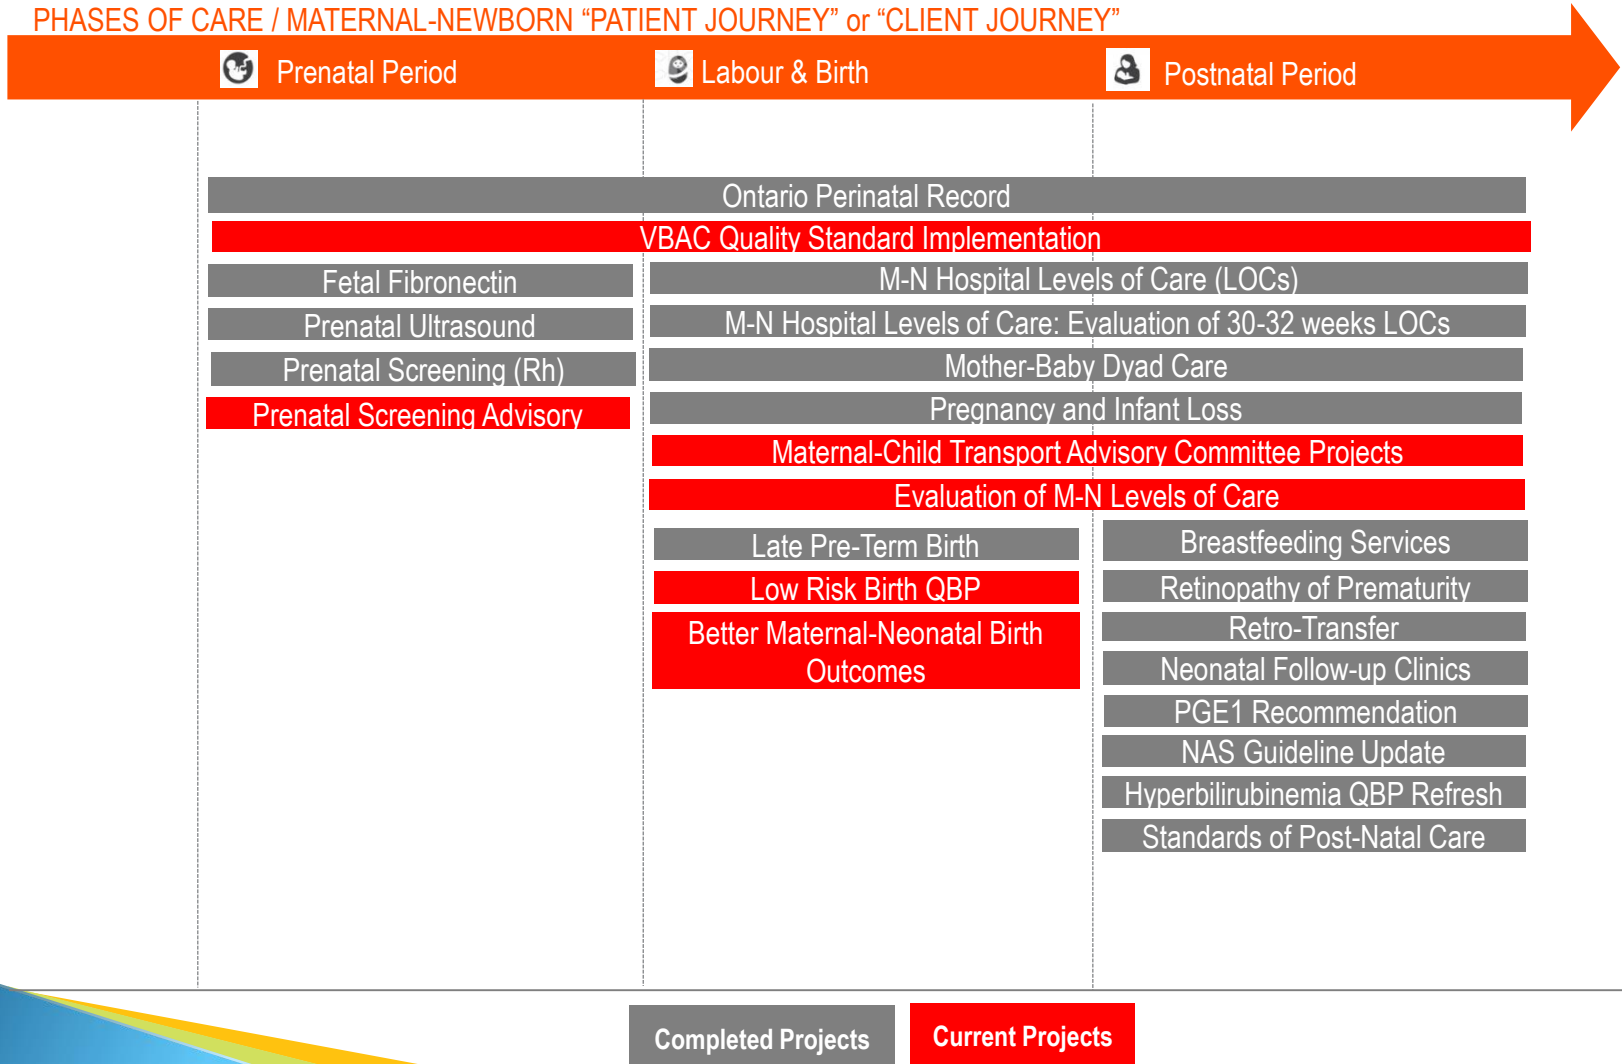 PHASES OF CARE / MATERNAL-NEWBORN “PATIENT JOURNEY” or “CLIENT JOURNEY”
Prenatal Period
Labour & Birth
Postnatal Period
Ontario Perinatal Record
VBAC Quality Standard Implementation
Fetal Fibronectin
Prenatal Ultrasound
Prenatal Screening (Rh)
Prenatal Screening Advisory
M-N Hospital Levels of Care (LOCs)
M-N Hospital Levels of Care: Evaluation of 30-32 weeks LOCs
Mother-Baby Dyad Care
Pregnancy and Infant Loss
Maternal-Child Transport Advisory Committee Projects
Evaluation of M-N Levels of Care
Late Pre-Term Birth
Low Risk Birth QBP
Better Maternal-Neonatal Birth
Outcomes
Breastfeeding Services
Retinopathy of Prematurity
Retro-Transfer
Neonatal Follow-up Clinics
PGE1 Recommendation
NAS Guideline Update
Hyperbilirubinemia QBP Refresh
Standards of Post-Natal Care
Completed Projects
Current Projects